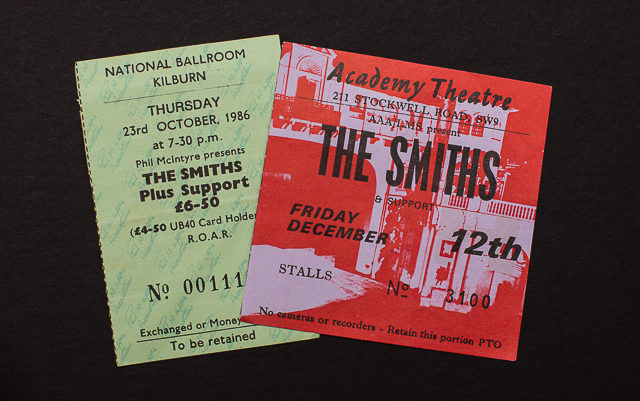 NATIONAL BALLROOM
KILBURN
THURSDAY
23rd OCTOBER, 1986
at 7-30 p.m.
Phil McIntyre presents
THE SMITHS
Plus Support
£6-50
(£4-50 UB40 Card Holder
R.O.A.R.
Nº 00111
Exchanged or Money
To be retained
Academy Theatre
211 STOCKWELL ROAD, SW9.
AAA/I.M.S. present
THE SMITHS
& SUPPORT
FRIDAY 12th
DECEMBER
STALLS Nº 3100
No cameras or recorders - Retain this portion PTO